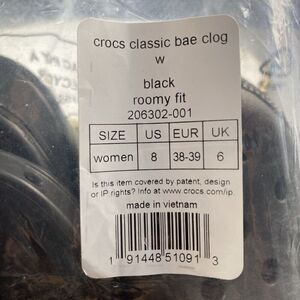 crocs classic bae clog
w
black
roomy fit
206302-001
SIZE US EUR UK
women 8 38-39 6
Is this item covered by patent, design
or IP rights? Info at www.crocs.com/ip.
made in vietnam
1 91448 51091 3